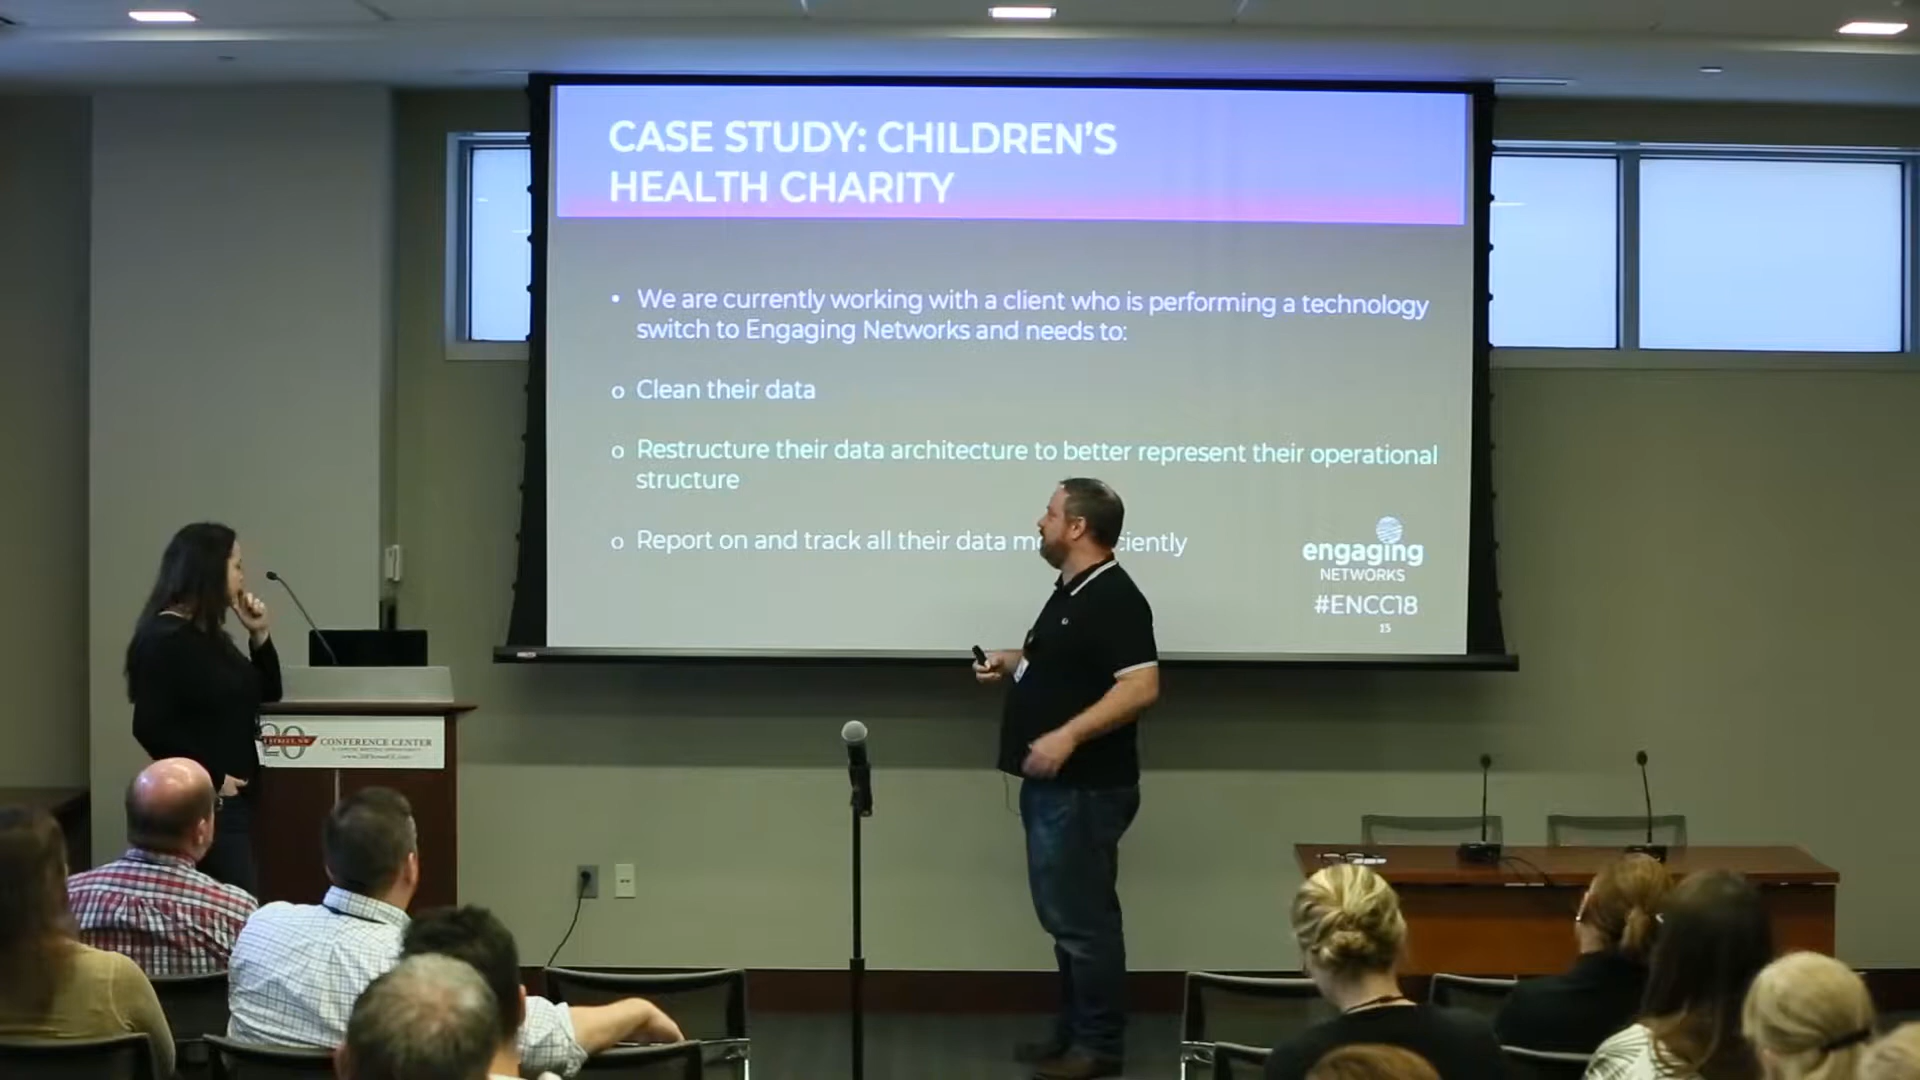 CASE STUDY: CHILDREN'S
HEALTH CHARITY
• We are currently working with a client who is performing a technology
switch to Engaging Networks and needs to:
o Clean their data
o Restructure their data architecture to better represent their operational
structure
o Report on and track all their data m ciently
engaging
NETWORKS
#ENCC18
15
20
CONFERENCE CENTER